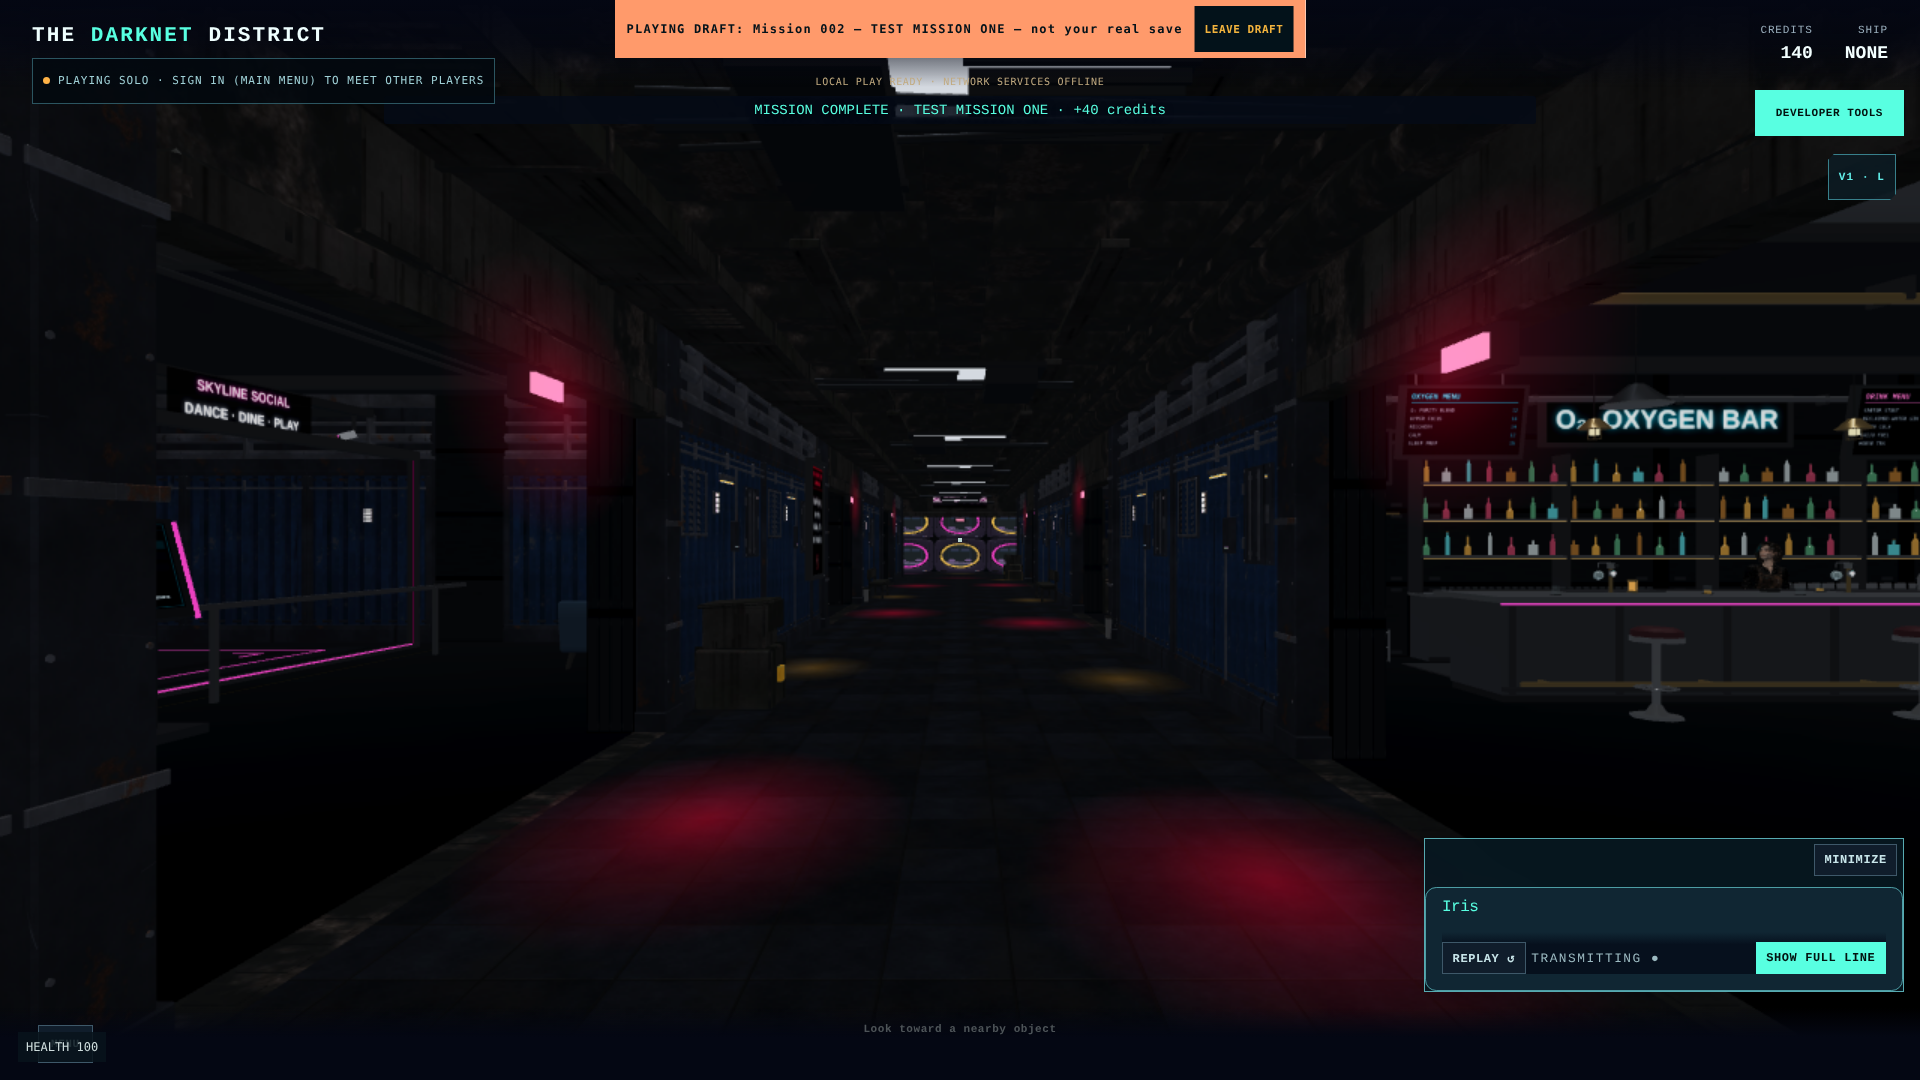 THE DARKNET DISTRICT
PLAYING SOLO · SIGN IN (MAIN MENU) TO MEET OTHER PLAYERS
PLAYING DRAFT: Mission 002 — TEST MISSION ONE — not your real save
LEAVE DRAFT
LOCAL PLAY READY · NETWORK SERVICES OFFLINE
MISSION COMPLETE · TEST MISSION ONE · +40 credits
CREDITS SHIP
140 NONE
DEVELOPER TOOLS
V1 · L
SKYLINE SOCIAL
DANCE · DINE · PLAY
OXYGEN MENU
O₂ OXYGEN BAR
DRINK MENU
MINIMIZE
Iris
REPLAY ↺ TRANSMITTING ●
SHOW FULL LINE
Look toward a nearby object
HEALTH 100